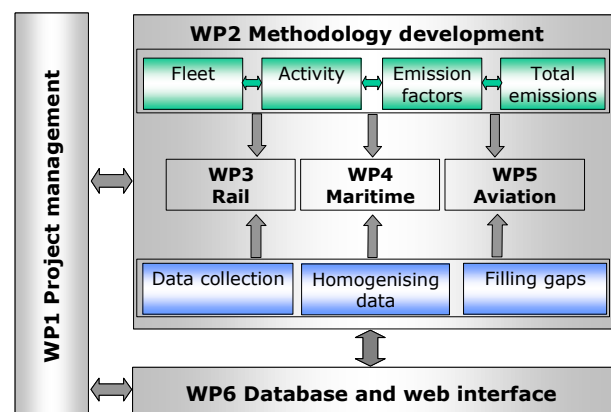 WP1 Project management
WP2 Methodology development
Fleet
Activity
Emission
factors
Total
emissions
WP3
Rail
WP4
Maritime
WP5
Aviation
Data collection
Homogenising
data
Filling gaps
WP6 Database and web interface